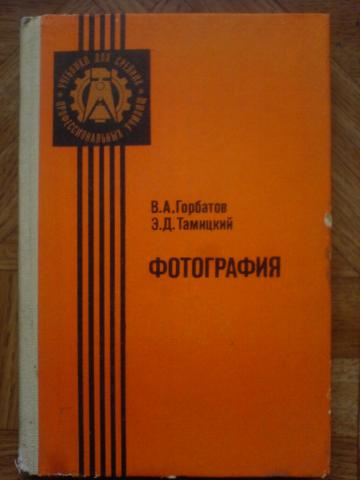 УЧЕБНИКИ ДЛЯ СРЕДНИХ
ПРОФЕССИОНАЛЬНЫХ УЧИЛИЩ
В.А.Горбатов
Э.Д.Тамицкий
ФОТОГРАФИЯ